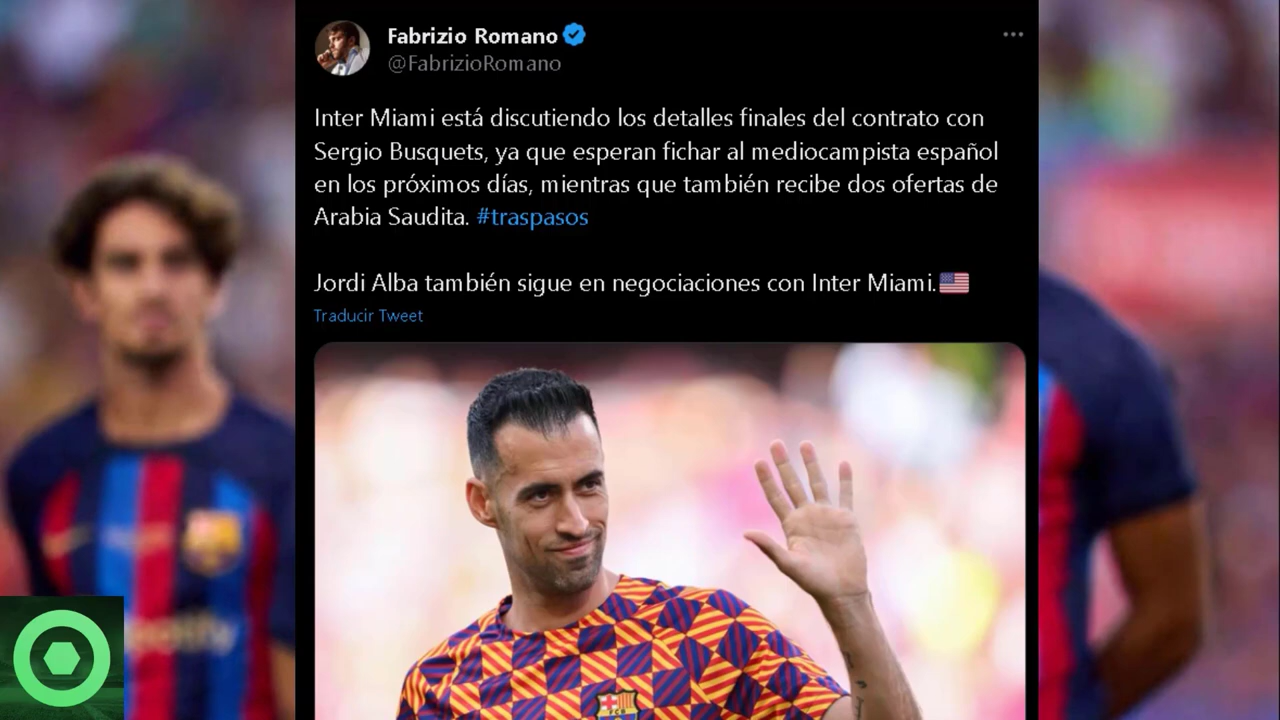 Fabrizio Romano
@FabrizioRomano
Inter Miami está discutiendo los detalles finales del contrato con
Sergio Busquets, ya que esperan fichar al mediocampista español
en los próximos días, mientras que también recibe dos ofertas de
Arabia Saudita. #traspasos
Jordi Alba también sigue en negociaciones con Inter Miami.
Traducir Tweet
FCB